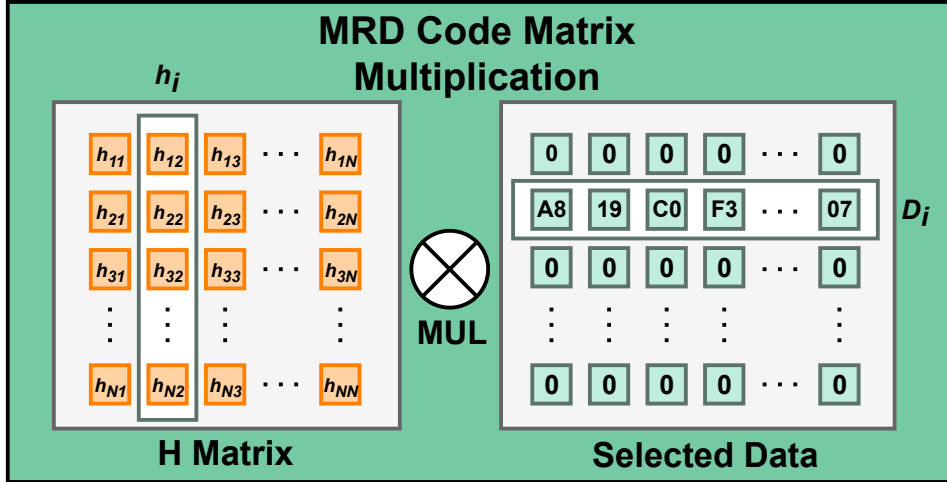 MRD Code Matrix
Multiplication
hi
h11 h12 h13 · · · h1N
h21 h22 h23 · · · h2N
h31 h32 h33 · · · h3N
hN1 hN2 hN3 · · · hNN
H Matrix
MUL
0 0 0 0 · · · 0
A8 19 C0 F3 · · · 07
Di
0 0 0 0 · · · 0
0 0 0 0 · · · 0
Selected Data